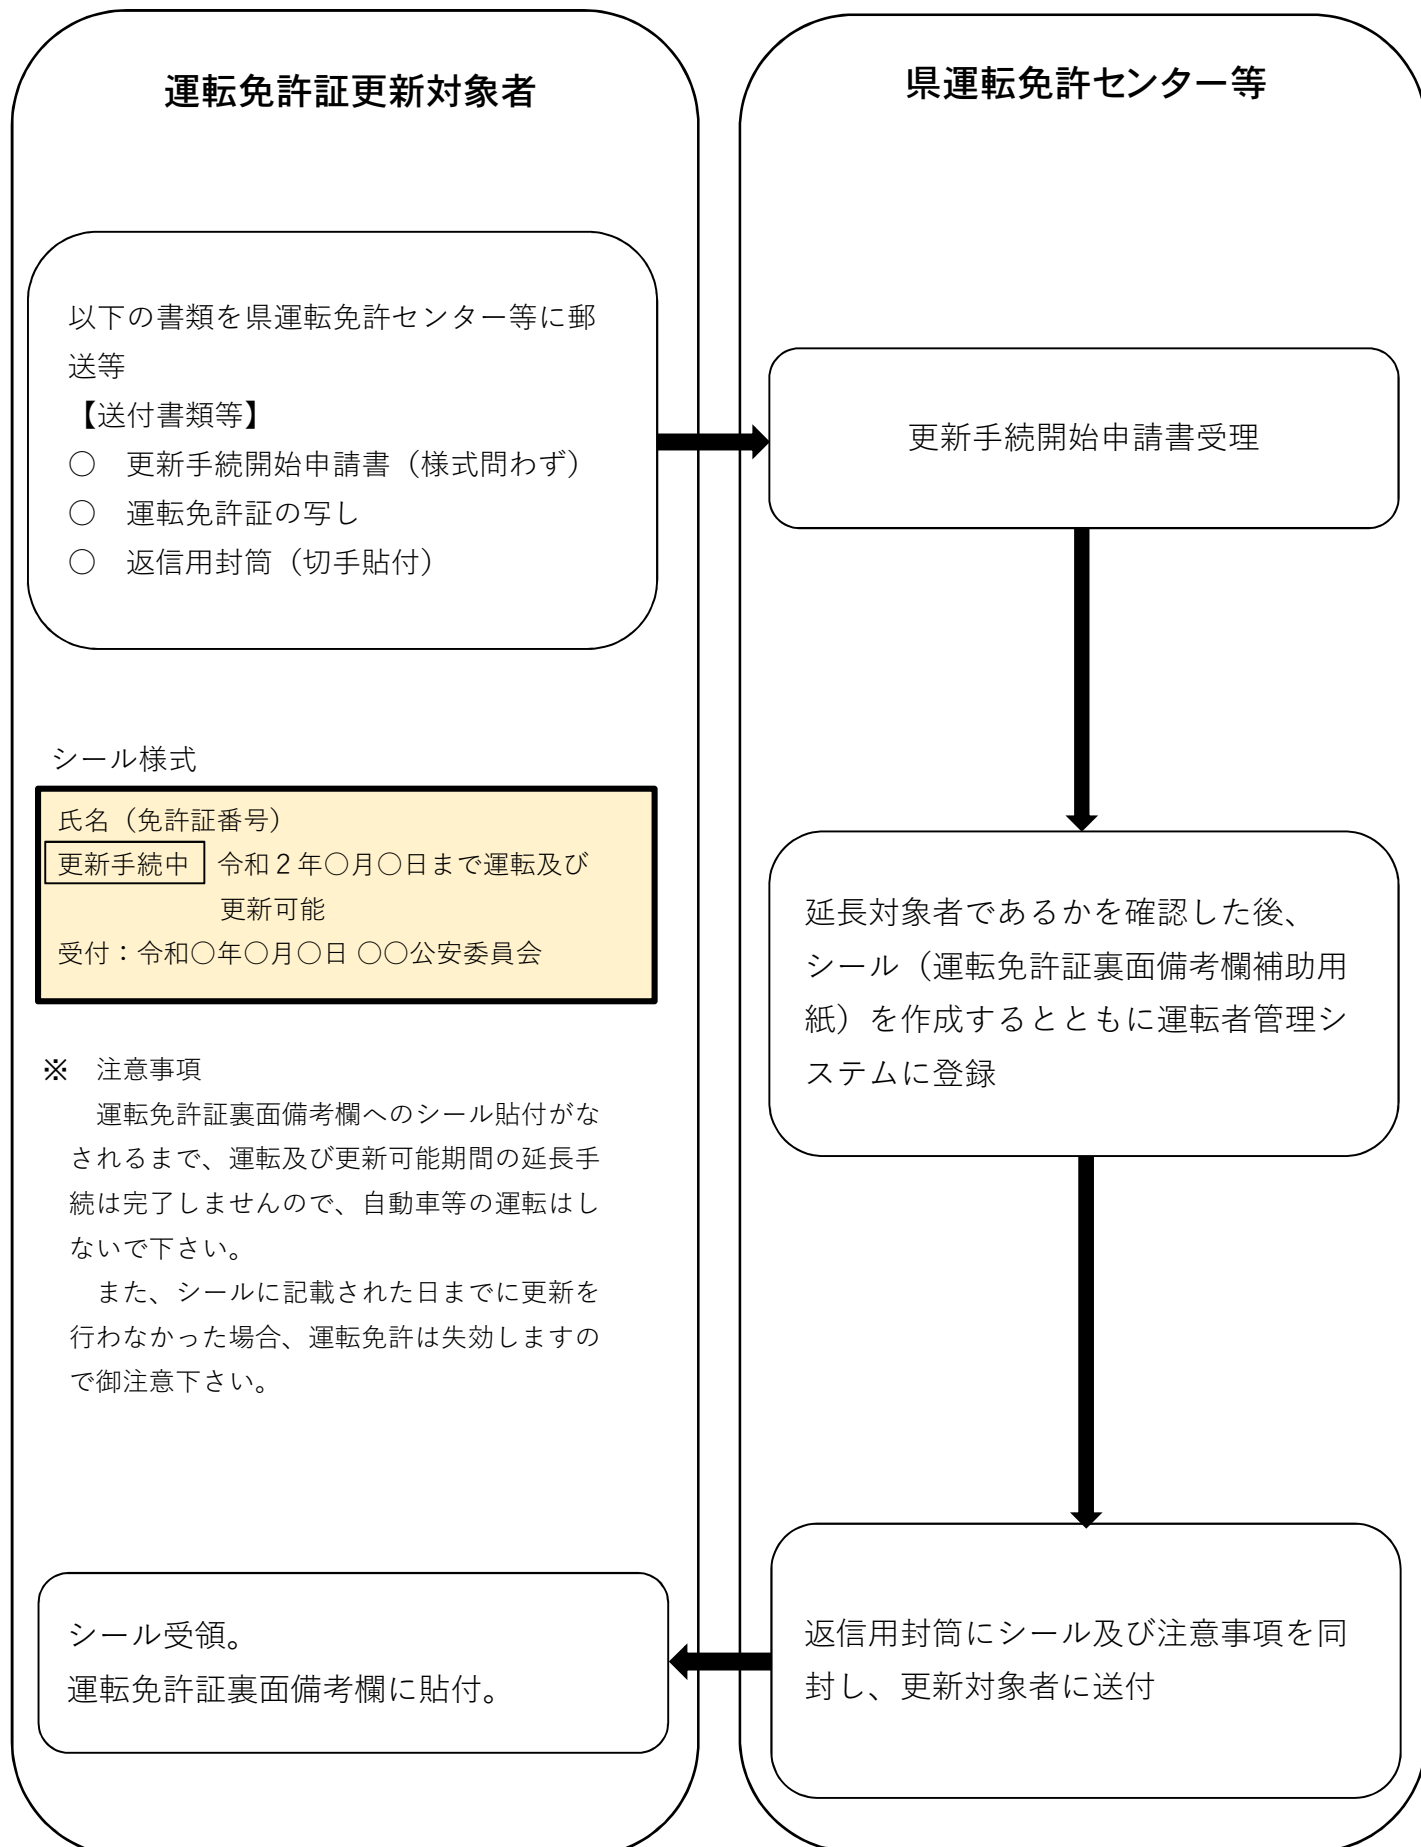 運転免許証更新対象者
以下の書類を県運転免許センター等に郵
送等
【送付書類等】
○　更新手続開始申請書（様式問わず）
○　運転免許証の写し
○　返信用封筒（切手貼付）
シール様式
氏名（免許証番号）
更新手続中　令和２年○月○日まで運転及び
更新可能
受付：令和○年○月○日 ○○公安委員会
※　注意事項
　運転免許証裏面備考欄へのシール貼付がな
されるまで、運転及び更新可能期間の延長手
続は完了しませんので、自動車等の運転はし
ないで下さい。
　また、シールに記載された日までに更新を
行わなかった場合、運転免許は失効しますの
で御注意下さい。
シール受領。
運転免許証裏面備考欄に貼付。
県運転免許センター等
更新手続開始申請書受理
延長対象者であるかを確認した後、
シール（運転免許証裏面備考欄補助用
紙）を作成するとともに運転者管理シ
ステムに登録
返信用封筒にシール及び注意事項を同
封し、更新対象者に送付